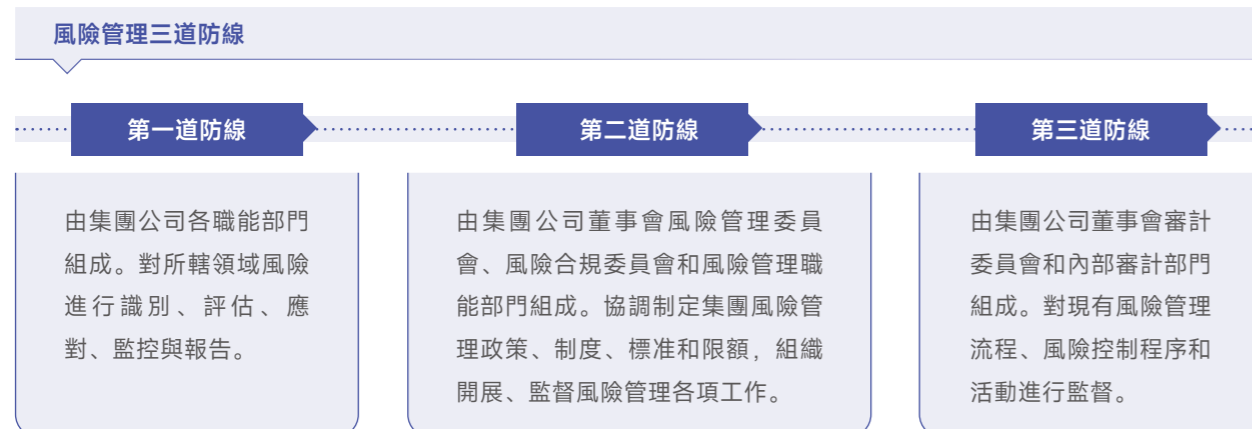 風險管理三道防線
第一道防線
由集團公司各職能部門
組成。對所轄領域風險
進行識別、評估、應
對、監控與報告。
第二道防線
由集團公司董事會風險管理委員
會、風險合規委員會和風險管理職
能部門組成。協調制定集團風險管
理政策、制度、標准和限額，組織
開展、監督風險管理各項工作。
第三道防線
由集團公司董事會審計
委員會和內部審計部門
組成。對現有風險管理
流程、風險控制程序和
活動進行監督。